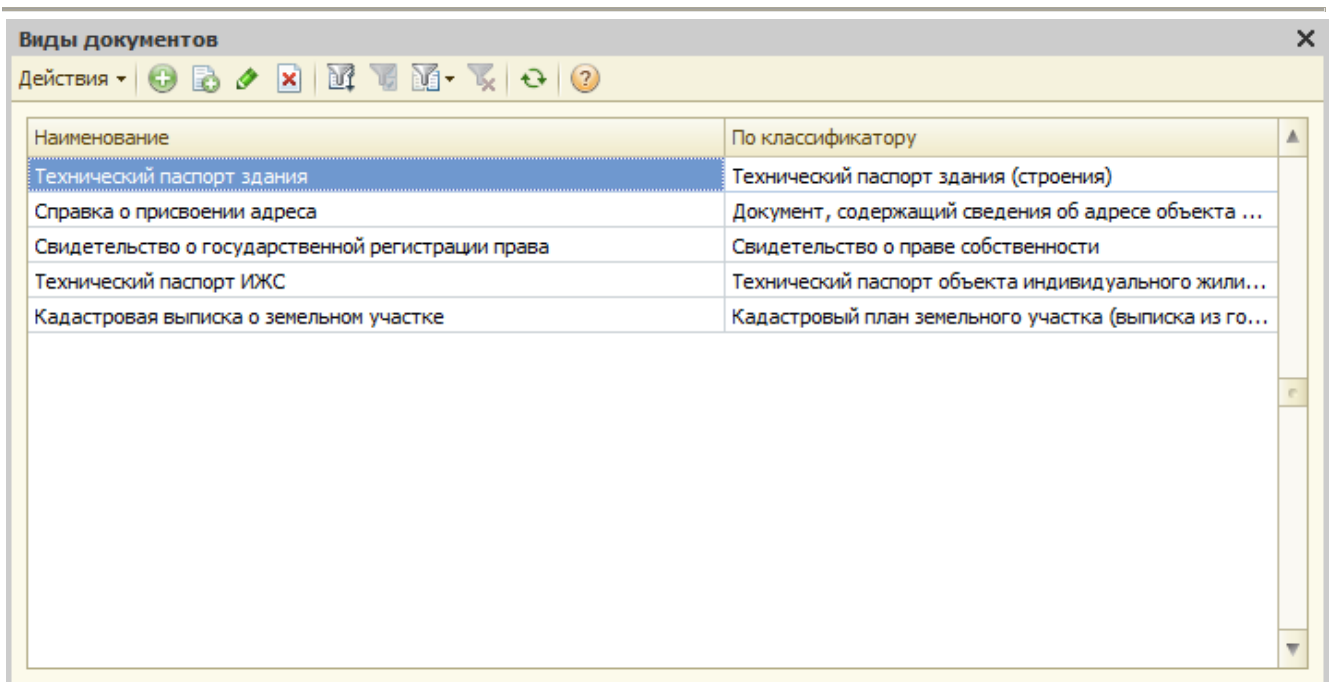 Виды документов
Действия
Наименование По классификатору
Технический паспорт здания Технический паспорт здания (строения)
Справка о присвоении адреса Документ, содержащий сведения об адресе объекта ...
Свидетельство о государственной регистрации права Свидетельство о праве собственности
Технический паспорт ИЖС Технический паспорт объекта индивидуального жили...
Кадастровая выписка о земельном участке Кадастровый план земельного участка (выписка из го...